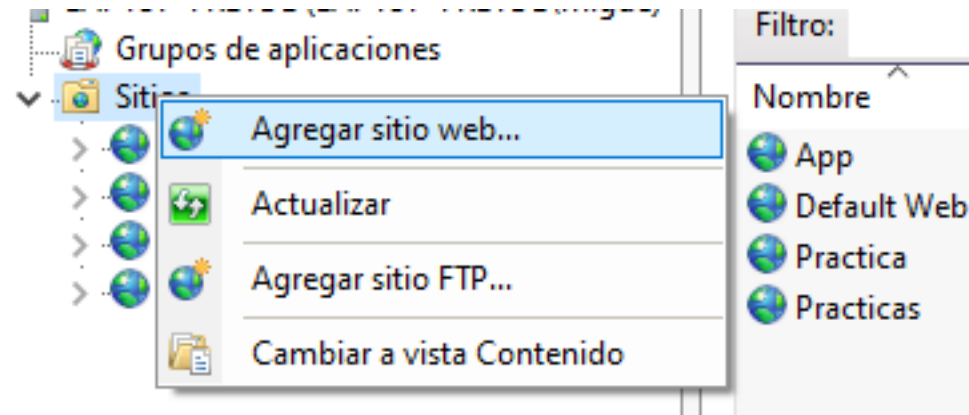 Grupos de aplicaciones
Sitios
Agregar sitio web...
Actualizar
Agregar sitio FTP...
Cambiar a vista Contenido
Filtro:
Nombre
App
Default Web
Practica
Practicas